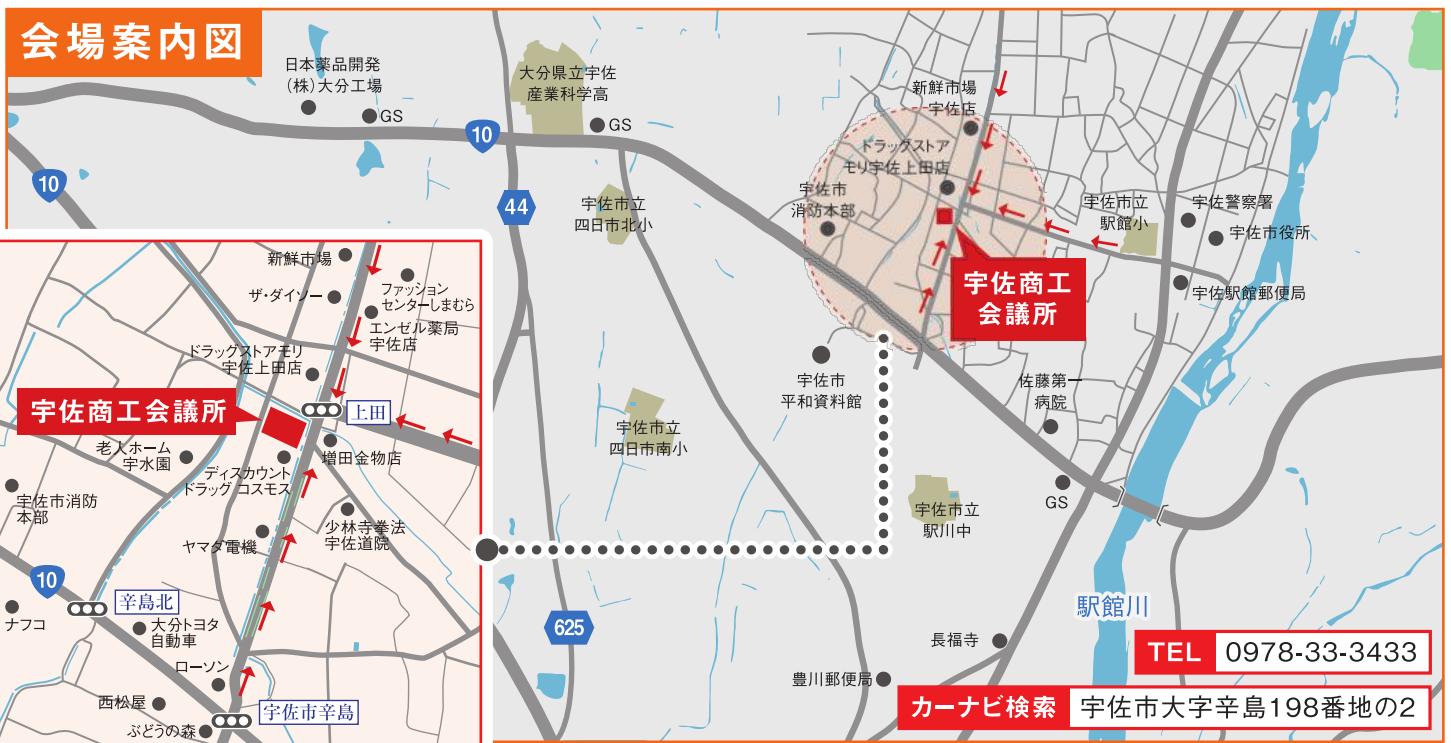 会場案内図
日本薬品開発
(株)大分工場
GS
大分県立宇佐
産業科学高
GS
10
10
44
宇佐市立
四日市北小
新鮮市場
宇佐店
ドラッグストア
モリ宇佐上田店
宇佐市
消防本部
宇佐市立
駅館小
宇佐警察署
宇佐市役所
宇佐駅館郵便局
宇佐商工
会議所
宇佐市
平和資料館
佐藤第一
病院
GS
宇佐市立
四日市南小
宇佐市立
駅川中
625
駅館川
長福寺
豊川郵便局
新鮮市場
ザ・ダイソー
ファッション
センターしまむら
エンゼル薬局
宇佐店
ドラッグストアモリ
宇佐上田店
宇佐商工会議所
上田
老人ホーム
宇水園
増田金物店
ディスカウント
ドラッグ コスモス
宇佐市消防
本部
少林寺拳法
宇佐道院
ヤマダ電機
10
辛島北
ナフコ
大分トヨタ
自動車
ローソン
西松屋
宇佐市辛島
ぶどうの森
TEL 0978-33-3433
カーナビ検索 宇佐市大字辛島198番地の2